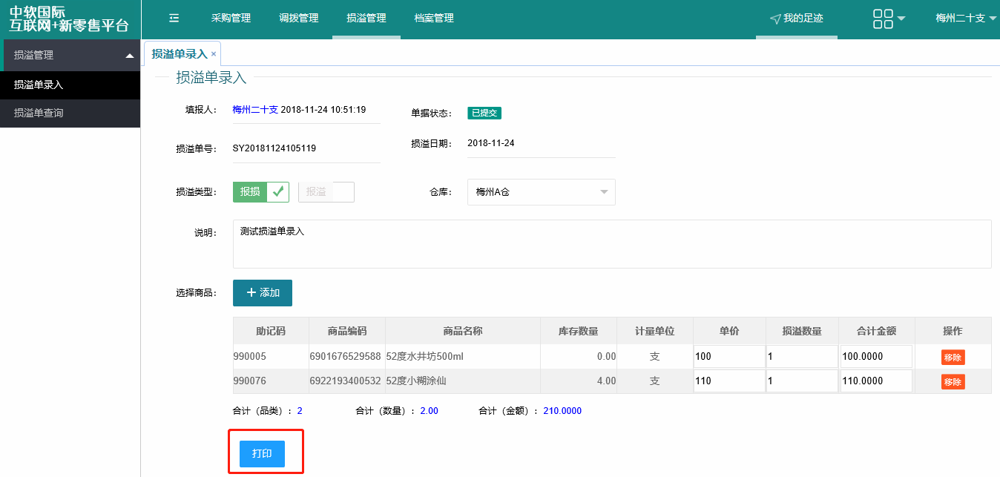 中软国际
互联网+新零售平台
采购管理 调拨管理 损溢管理 档案管理 我的足迹 梅州二十支
损溢管理
损溢单录入
损溢单查询
损溢单录入 ×
损溢单录入
填报人： 梅州二十支 2018-11-24 10:51:19 单据状态： 已提交
损溢单号： SY20181124105119 损溢日期： 2018-11-24
损溢类型： 报损 报溢 仓库： 梅州A仓
说明： 测试损溢单录入
选择商品： 添加
助记码 商品编码 商品名称 库存数量 计量单位 单价 损溢数量 合计金额 操作
990005 6901676529588 52度水井坊500ml 0.00 支 100 1 100.0000 移除
990076 6922193400532 52度小糊涂仙 4.00 支 110 1 110.0000 移除
合计（品类）：2 合计（数量）：2.00 合计（金额）：210.0000
打印